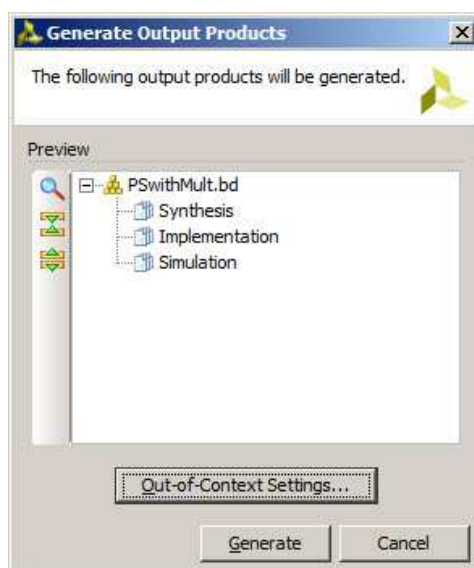 Generate Output Products
The following output products will be generated.
Preview
PSwithMult.bd
Synthesis
Implementation
Simulation
Out-of-Context Settings...
Generate Cancel